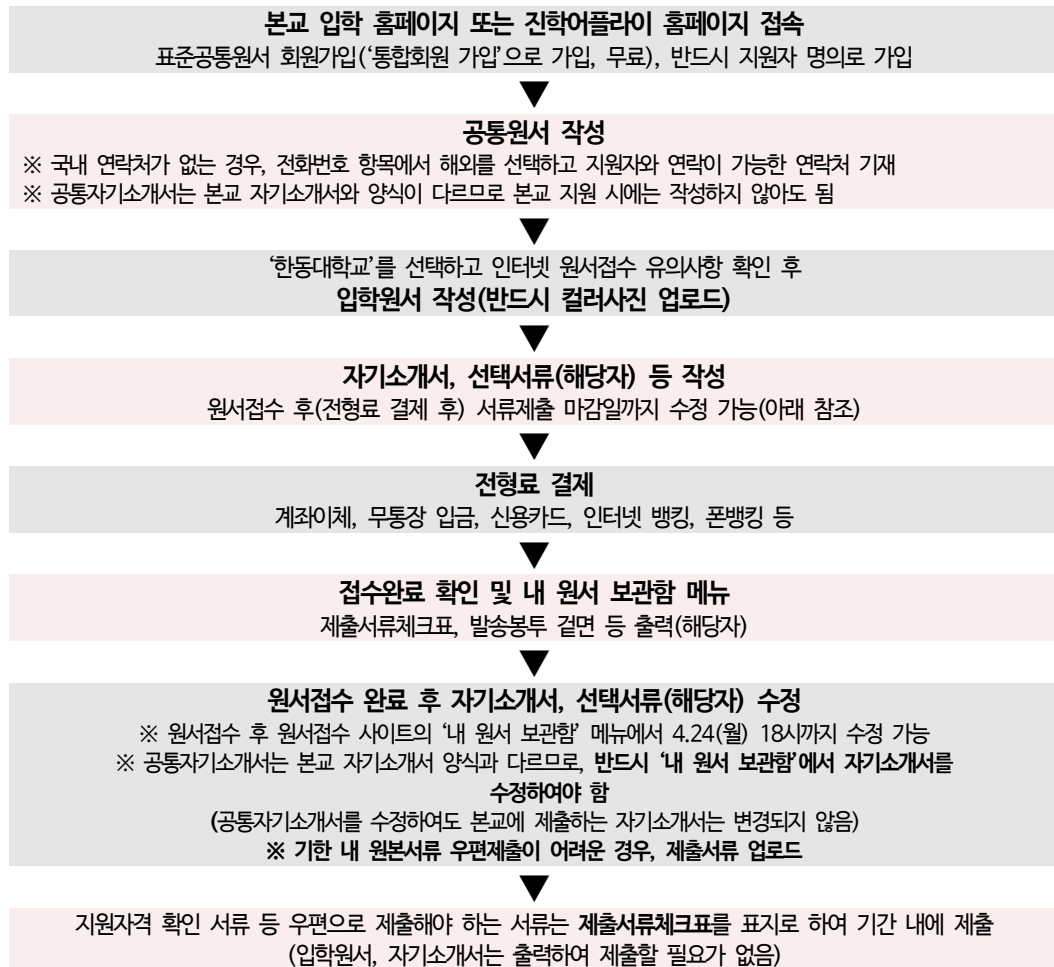 본교 입학 홈페이지 또는 진학어플라이 홈페이지 접속
표준공통원서 회원가입(‘통합회원 가입’으로 가입, 무료), 반드시 지원자 명의로 가입
▼
공통원서 작성
※ 국내 연락처가 없는 경우, 전화번호 항목에서 해외를 선택하고 지원자와 연락이 가능한 연락처 기재
※ 공통자기소개서는 본교 자기소개서와 양식이 다르므로 본교 지원 시에는 작성하지 않아도 됨
▼
‘한동대학교’를 선택하고 인터넷 원서접수 유의사항 확인 후
입학원서 작성(반드시 컬러사진 업로드)
▼
자기소개서, 선택서류(해당자) 등 작성
원서접수 후(전형료 결제 후) 서류제출 마감일까지 수정 가능(아래 참조)
▼
전형료 결제
계좌이체, 무통장 입금, 신용카드, 인터넷 뱅킹, 폰뱅킹 등
▼
접수완료 확인 및 내 원서 보관함 메뉴
제출서류체크표, 발송봉투 겉면 등 출력(해당자)
▼
원서접수 완료 후 자기소개서, 선택서류(해당자) 수정
※ 원서접수 후 원서접수 사이트의 ‘내 원서 보관함’ 메뉴에서 4.24(월) 18시까지 수정 가능
※ 공통자기소개서는 본교 자기소개서 양식과 다르므로, 반드시 ‘내 원서 보관함’에서 자기소개서를
수정하여야 함
(공통자기소개서를 수정하여도 본교에 제출하는 자기소개서는 변경되지 않음)
※ 기한 내 원본서류 우편제출이 어려운 경우, 제출서류 업로드
▼
지원자격 확인 서류 등 우편으로 제출해야 하는 서류는 제출서류체크표를 표지로 하여 기간 내에 제출
(입학원서, 자기소개서는 출력하여 제출할 필요가 없음)